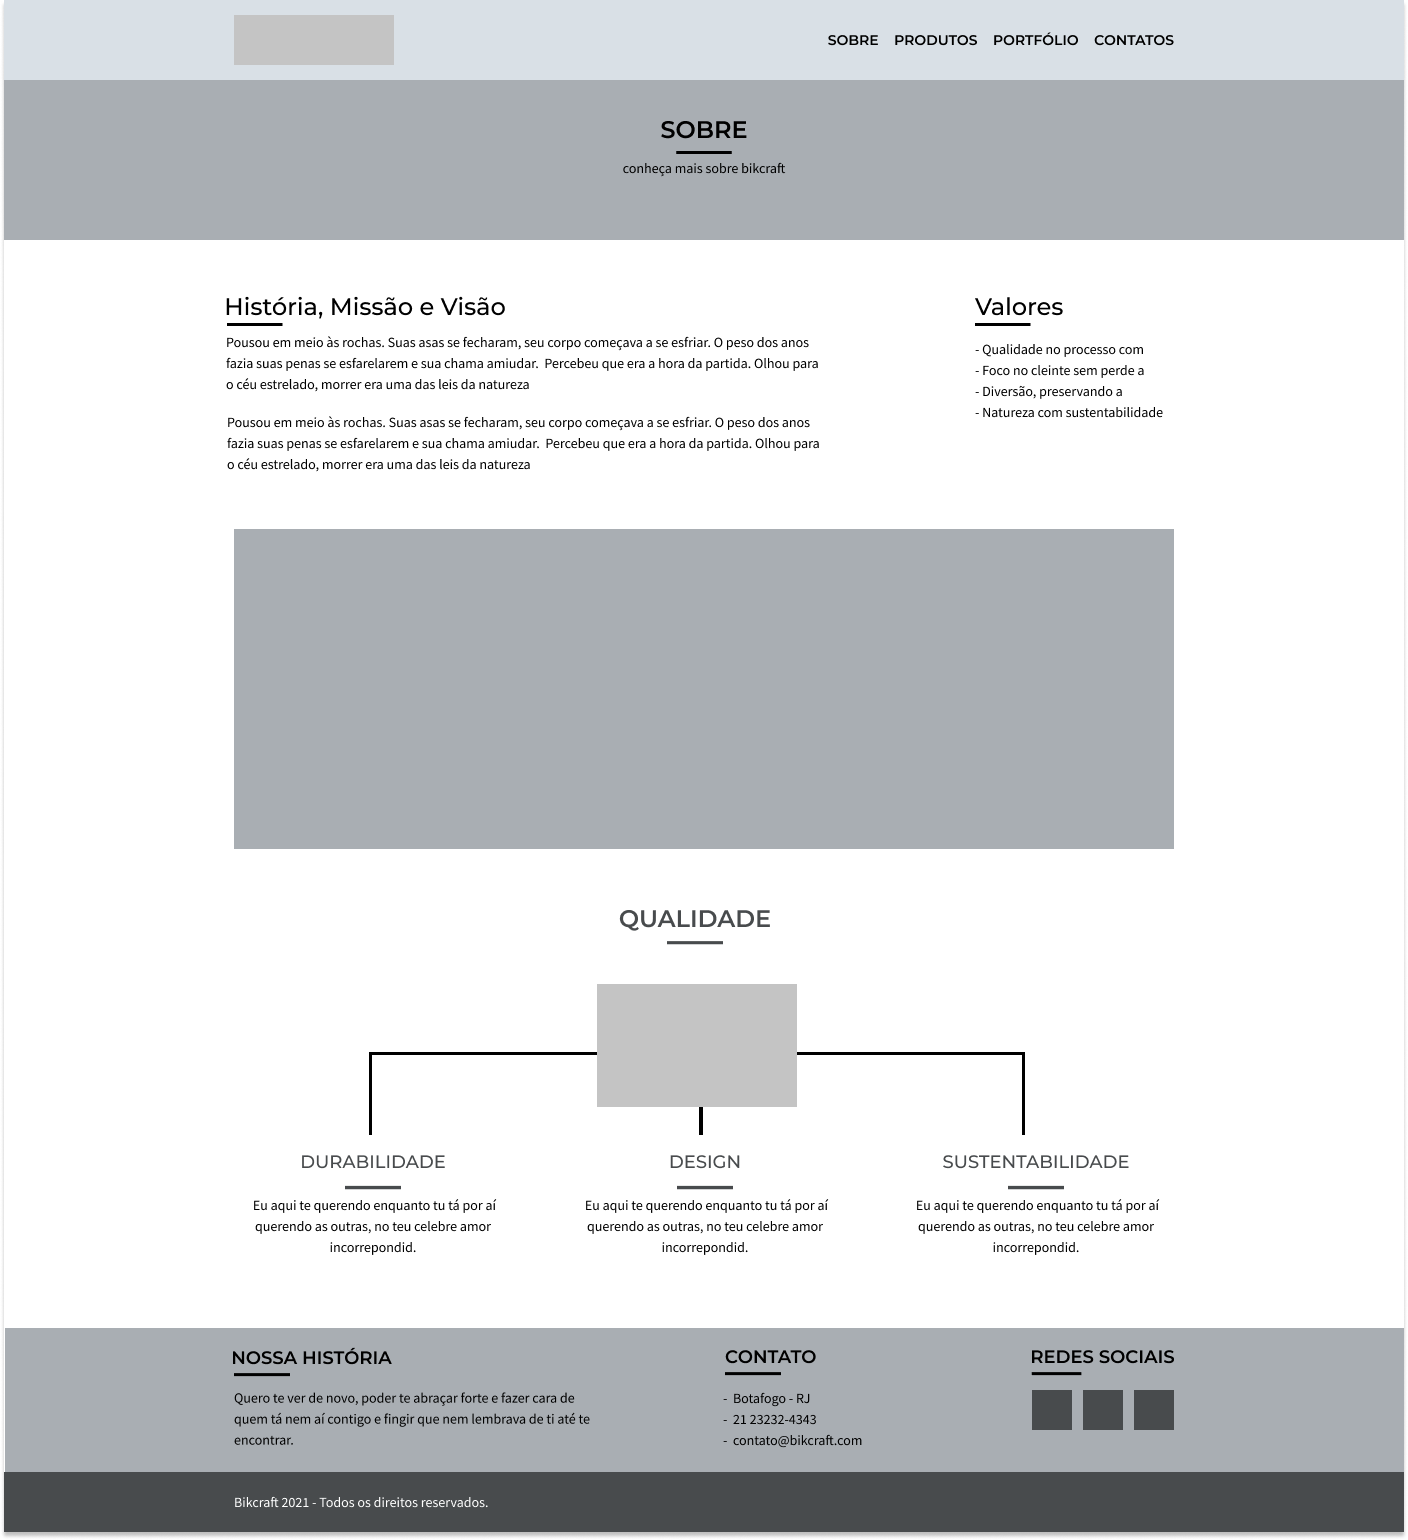 SOBRE PRODUTOS PORTFÓLIO CONTATOS
SOBRE
conheça mais sobre bikcraft
História, Missão e Visão
Pousou em meio às rochas. Suas asas se fecharam, seu corpo começava a se esfriar. O peso dos anos
fazia suas penas se esfarelarem e sua chama amiudar.  Percebeu que era a hora da partida. Olhou para
o céu estrelado, morrer era uma das leis da natureza
Pousou em meio às rochas. Suas asas se fecharam, seu corpo começava a se esfriar. O peso dos anos
fazia suas penas se esfarelarem e sua chama amiudar.  Percebeu que era a hora da partida. Olhou para
o céu estrelado, morrer era uma das leis da natureza
Valores
- Qualidade no processo com
- Foco no cleinte sem perde a
- Diversão, preservando a
- Natureza com sustentabilidade
QUALIDADE
DURABILIDADE
Eu aqui te querendo enquanto tu tá por aí
querendo as outras, no teu celebre amor
incorrepondid.
DESIGN
Eu aqui te querendo enquanto tu tá por aí
querendo as outras, no teu celebre amor
incorrepondid.
SUSTENTABILIDADE
Eu aqui te querendo enquanto tu tá por aí
querendo as outras, no teu celebre amor
incorrepondid.
NOSSA HISTÓRIA
Quero te ver de novo, poder te abraçar forte e fazer cara de
quem tá nem aí contigo e fingir que nem lembrava de ti até te
encontrar.
CONTATO
- Botafogo - RJ
- 21 23232-4343
- contato@bikcraft.com
REDES SOCIAIS
Bikcraft 2021 - Todos os direitos reservados.